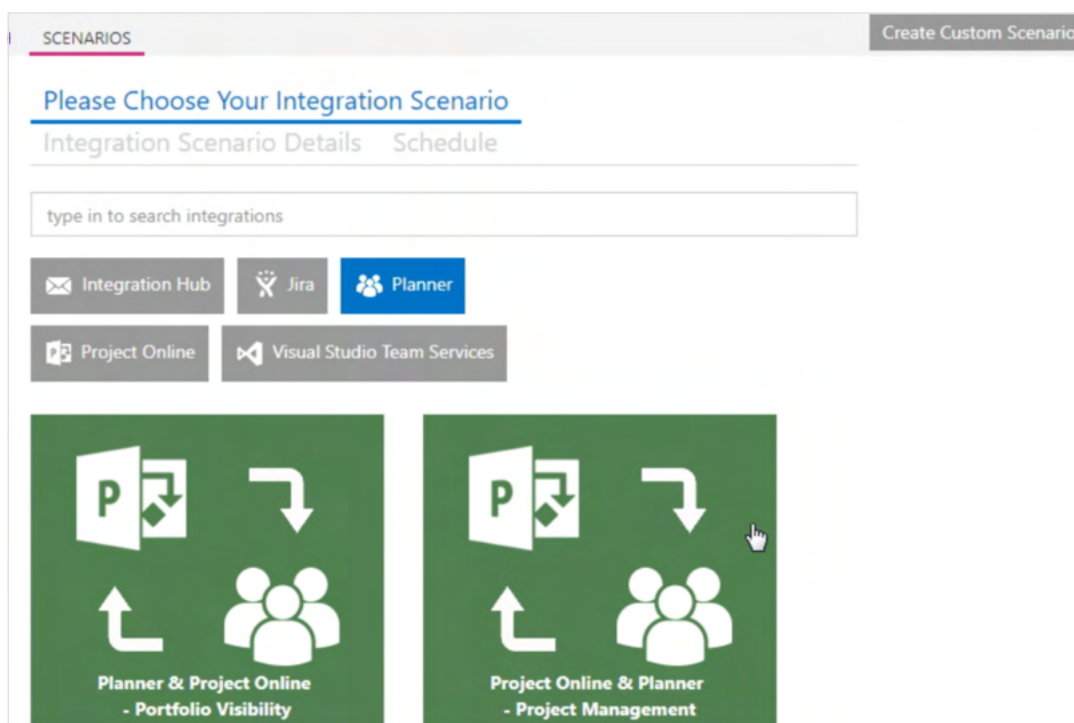 SCENARIOS
Create Custom Scenario
Please Choose Your Integration Scenario
Integration Scenario Details Schedule
type in to search integrations
Integration Hub Jira Planner
Project Online Visual Studio Team Services
P P
Planner & Project Online
- Portfolio Visibility
Project Online & Planner
- Project Management